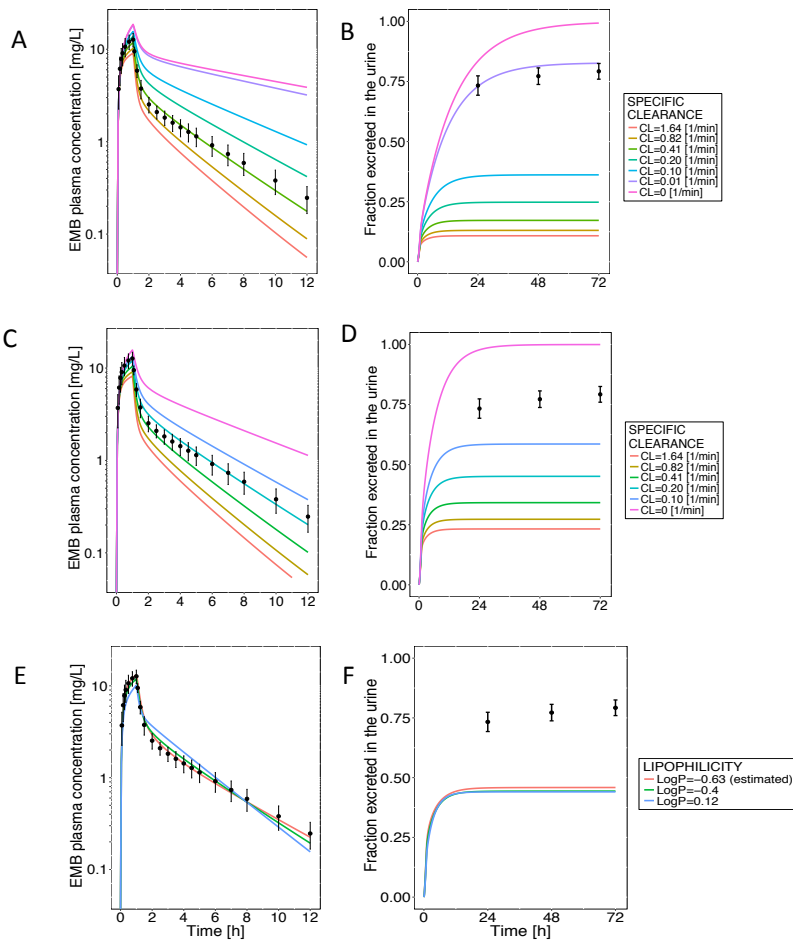 A
EMB plasma concentration [mg/L]
10
1
0.1
0 2 4 6 8 10 12
B
Fraction excreted in the urine
1.00
0.75
0.50
0.25
0.00
0 24 48 72
SPECIFIC
CLEARANCE
CL=1.64 [1/min]
CL=0.82 [1/min]
CL=0.41 [1/min]
CL=0.20 [1/min]
CL=0.10 [1/min]
CL=0.01 [1/min]
CL=0 [1/min]
C
EMB plasma concentration [mg/L]
10
1
0.1
0 2 4 6 8 10 12
D
Fraction excreted in the urine
1.00
0.75
0.50
0.25
0.00
0 24 48 72
SPECIFIC
CLEARANCE
CL=1.64 [1/min]
CL=0.82 [1/min]
CL=0.41 [1/min]
CL=0.20 [1/min]
CL=0.10 [1/min]
CL=0 [1/min]
E
EMB plasma concentration [mg/L]
10
1
0.1
0 2 4 6 8 10 12
Time [h]
F
Fraction excreted in the urine
1.00
0.75
0.50
0.25
0.00
0 24 48 72
Time [h]
LIPOPHILICITY
LogP=−0.63 (estimated)
LogP=−0.4
LogP=0.12